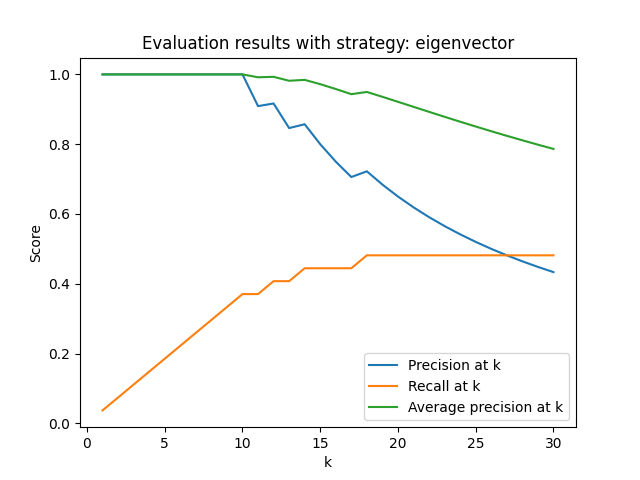 Evaluation results with strategy: eigenvector
1.0
0.8
0.6
0.4
0.2
0.0
Score
0
5
10
15
20
25
30
k
Precision at k
Recall at k
Average precision at k